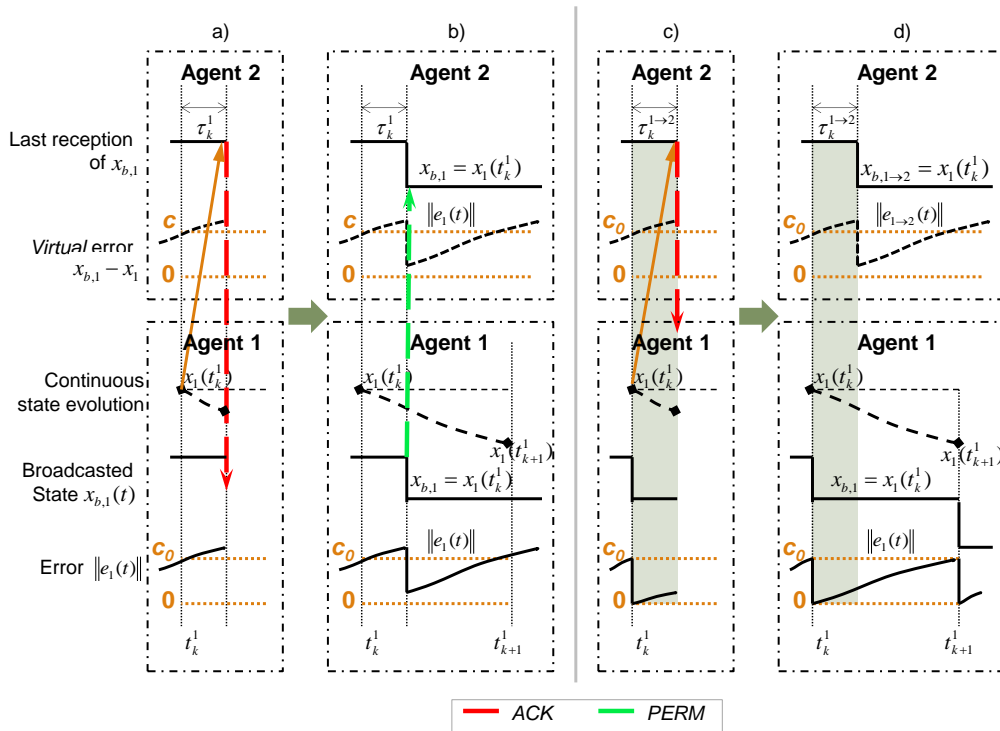 a)
b)
c)
d)
Agent 2
Agent 2
Agent 2
Agent 2
τ_k^1
τ_k^1
τ_k^{1→2}
τ_k^{1→2}
Last reception
of x_{b,1}
x_{b,1} = x_1(t_k^1)
x_{b,1→2} = x_1(t_k^1)
c
c
c_0
c_0
‖e_1(t)‖
‖e_{1→2}(t)‖
Virtual error
x_{b,1} − x_1
0
0
0
0
Agent 1
Agent 1
Agent 1
Agent 1
Continuous
state evolution
x_1(t_k^1)
x_1(t_k^1)
x_1(t_k^1)
x_1(t_k^1)
x_1(t_{k+1}^1)
x_1(t_{k+1}^1)
Broadcasted
State x_{b,1}(t)
x_{b,1} = x_1(t_k^1)
x_{b,1} = x_1(t_k^1)
Error ‖e_1(t)‖
c_0
c_0
c_0
c_0
‖e_1(t)‖
‖e_1(t)‖
0
0
0
0
t_k^1
t_k^1
t_{k+1}^1
t_k^1
t_k^1
t_{k+1}^1
ACK
PERM